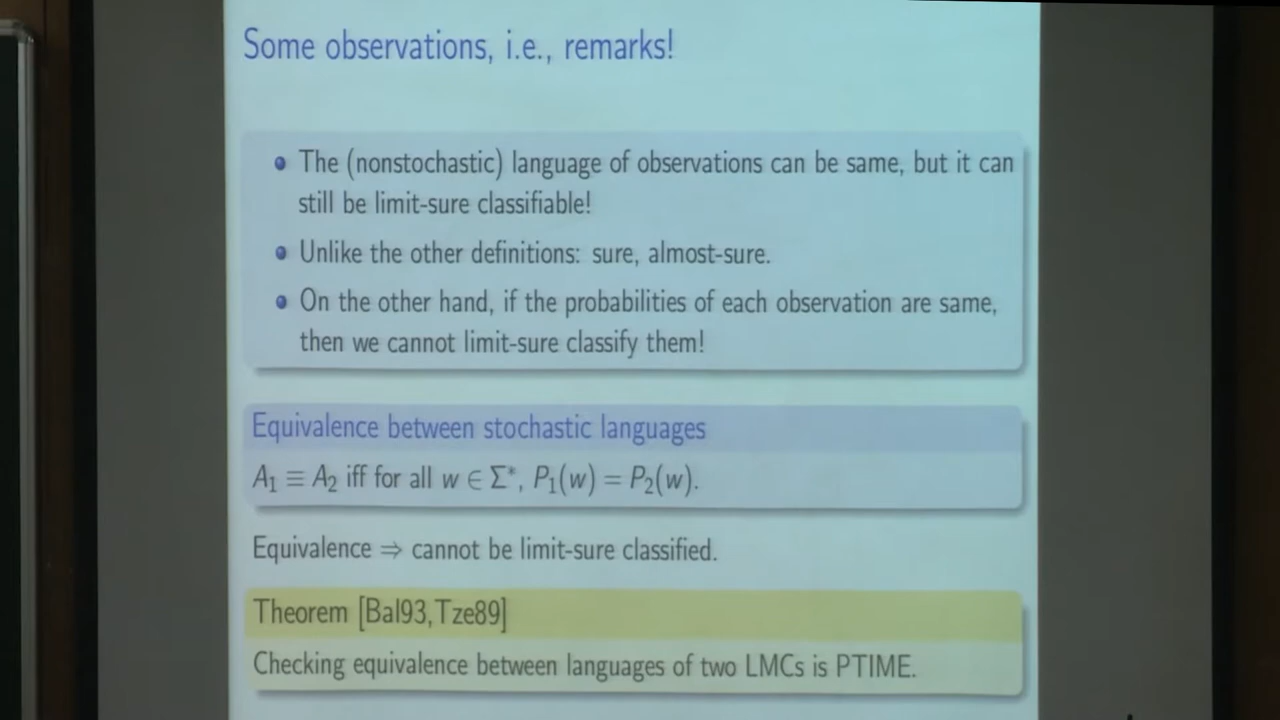 Some observations, i.e., remarks!
The (nonstochastic) language of observations can be same, but it can
still be limit-sure classifiable!
Unlike the other definitions: sure, almost-sure.
On the other hand, if the probabilities of each observation are same,
then we cannot limit-sure classify them!
Equivalence between stochastic languages
A₁ ≡ A₂ iff for all w ∈ Σ*, P₁(w) = P₂(w).
Equivalence ⇒ cannot be limit-sure classified.
Theorem [Bal93,Tze89]
Checking equivalence between languages of two LMCs is PTIME.